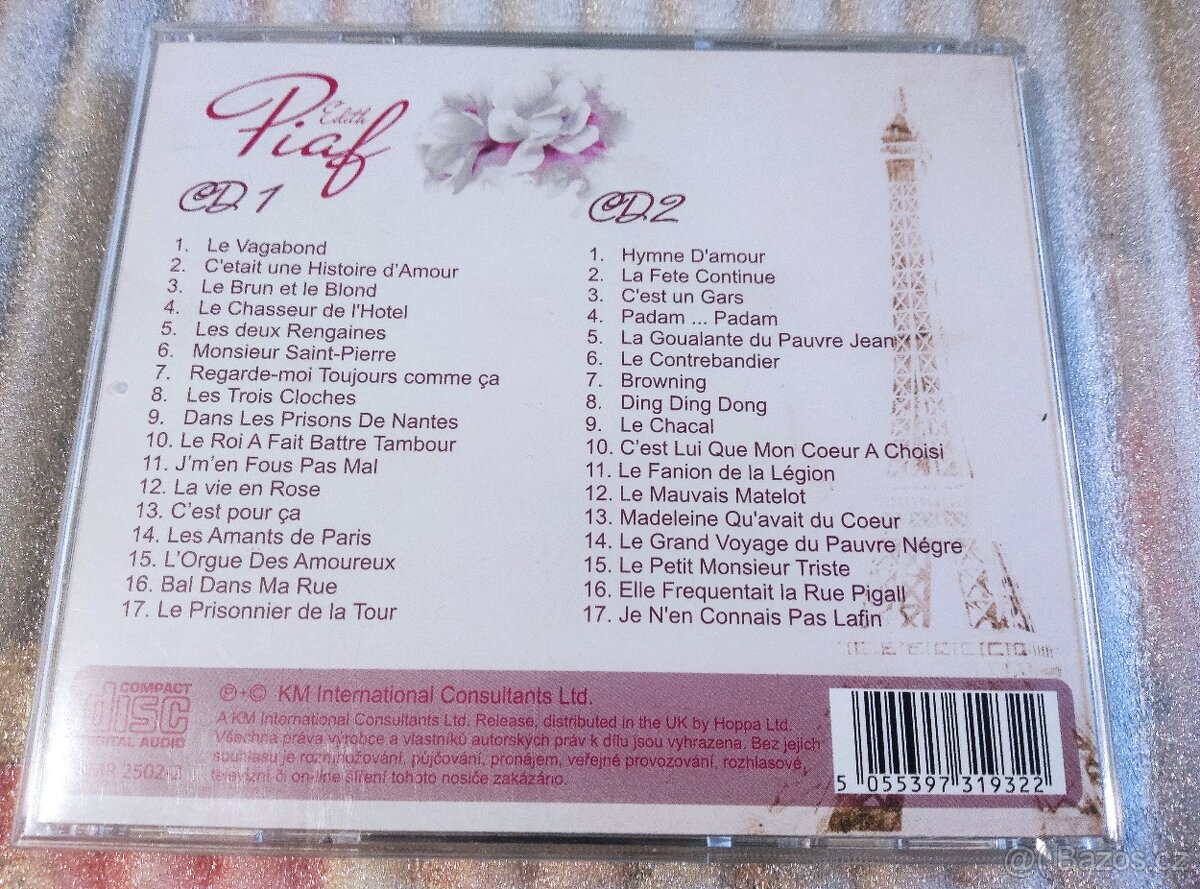 Edith
Piaf
CD 1
1. Le Vagabond
2. C'etait une Histoire d'Amour
3. Le Brun et le Blond
4. Le Chasseur de l'Hotel
5. Les deux Rengaines
6. Monsieur Saint-Pierre
7. Regarde-moi Toujours comme ça
8. Les Trois Cloches
9. Dans Les Prisons De Nantes
10. Le Roi A Fait Battre Tambour
11. J'm'en Fous Pas Mal
12. La vie en Rose
13. C'est pour ça
14. Les Amants de Paris
15. L'Orgue Des Amoureux
16. Bal Dans Ma Rue
17. Le Prisonnier de la Tour
CD 2
1. Hymne D'amour
2. La Fete Continue
3. C'est un Gars
4. Padam ... Padam
5. La Goualante du Pauvre Jean
6. Le Contrebandier
7. Browning
8. Ding Ding Dong
9. Le Chacal
10. C'est Lui Que Mon Coeur A Choisi
11. Le Fanion de la Légion
12. Le Mauvais Matelot
13. Madeleine Qu'avait du Coeur
14. Le Grand Voyage du Pauvre Négre
15. Le Petit Monsieur Triste
16. Elle Frequentait la Rue Pigall
17. Je N'en Connais Pas Lafin
COMPACT
disc
DIGITAL AUDIO
2502-2
℗+© KM International Consultants Ltd.
A KM International Consultants Ltd. Release, distributed in the UK by Hoppa Ltd.
Všechna práva výrobce a vlastníků autorských práv k dílu jsou vyhrazena. Bez jejich
souhlasu je rozmnožování, půjčování, pronájem, veřejné provozování, rozhlasové,
televizní či on-line šíření tohoto nosiče zakázáno.
5 055397 319322
Bazos.cz